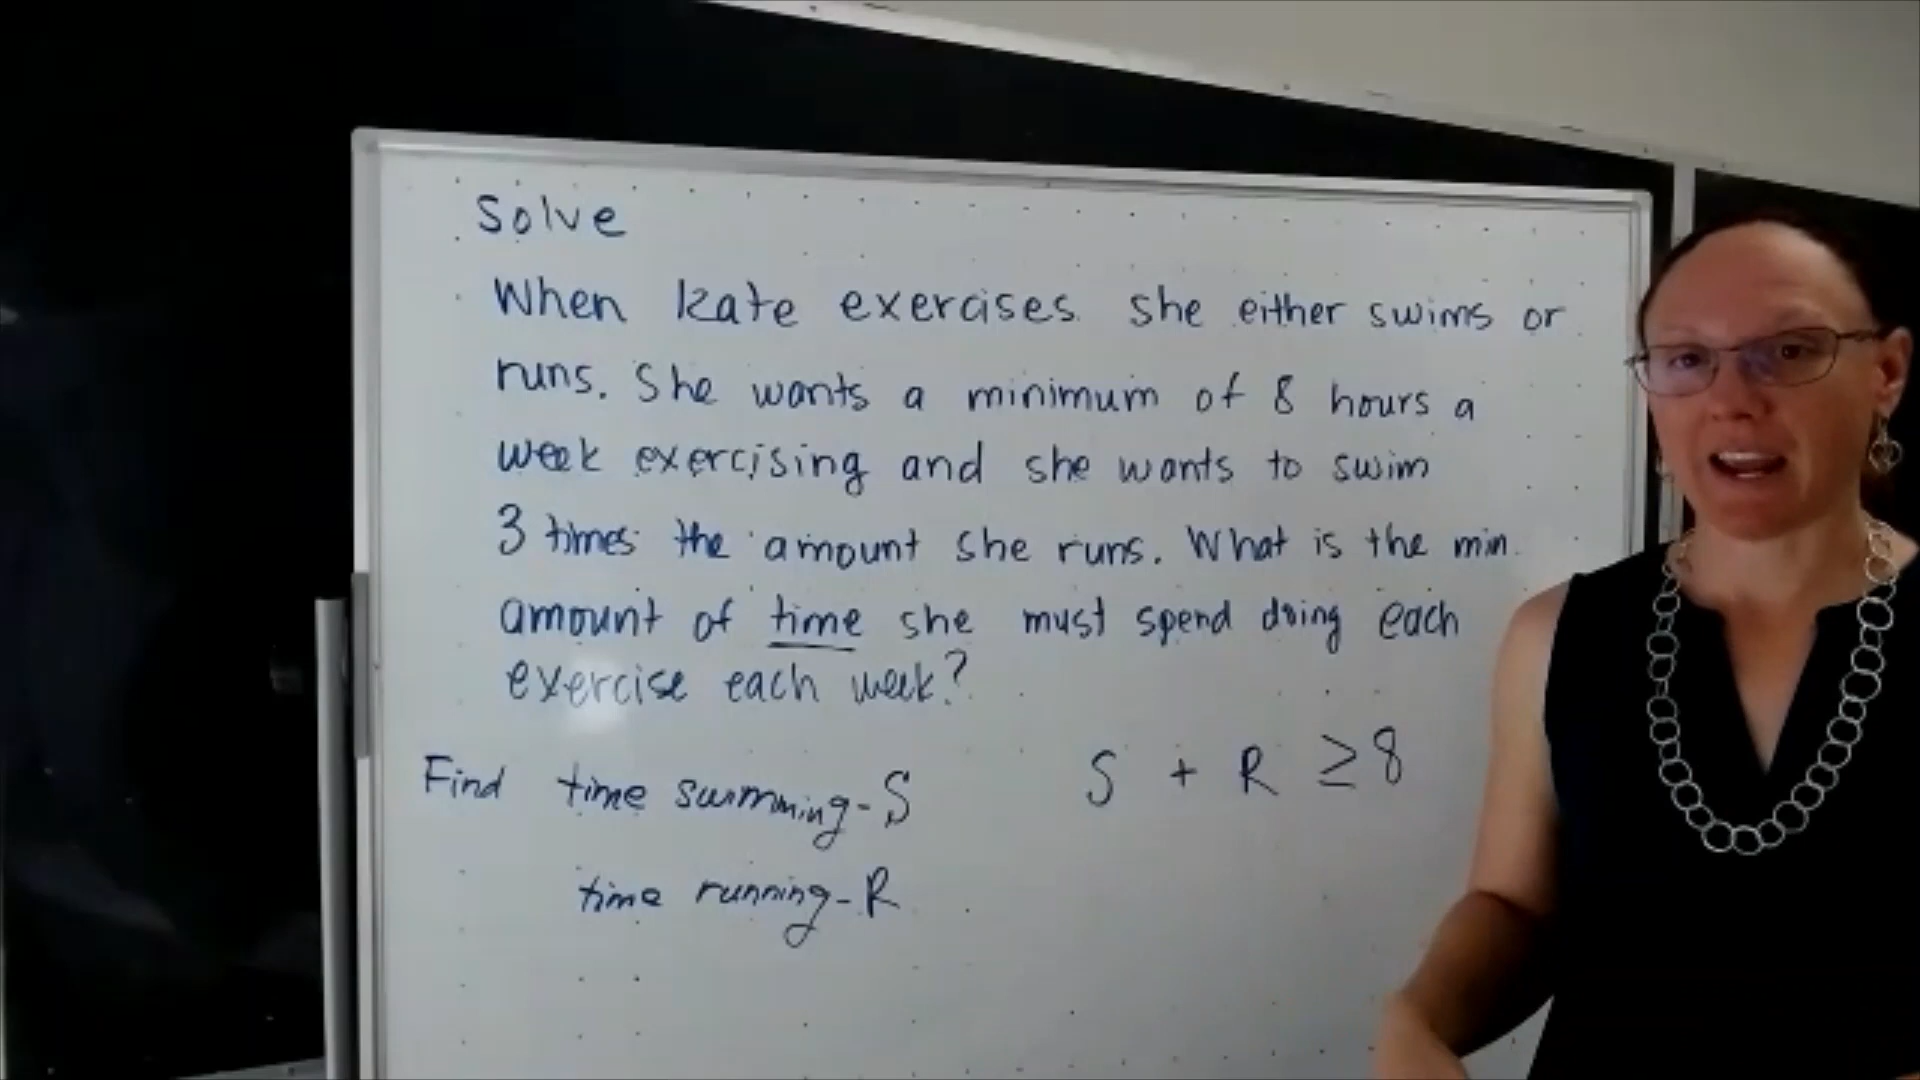 Solve
When Kate exercises she either swims or
runs. She wants a minimum of 8 hours a
week exercising and she wants to swim
3 times the amount she runs. What is the min.
amount of time she must spend doing each
exercise each week?
Find time swimming - S
S + R ≥ 8
time running - R